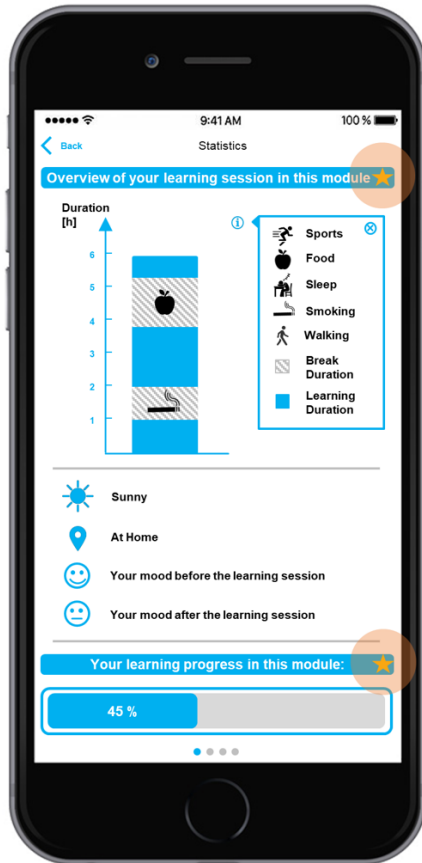 9:41 AM
100 %
Back
Statistics
Overview of your learning session in this module
Duration
[h]
6
5
4
3
2
1
Sports
Food
Sleep
Smoking
Walking
Break
Duration
Learning
Duration
Sunny
At Home
Your mood before the learning session
Your mood after the learning session
Your learning progress in this module:
45 %